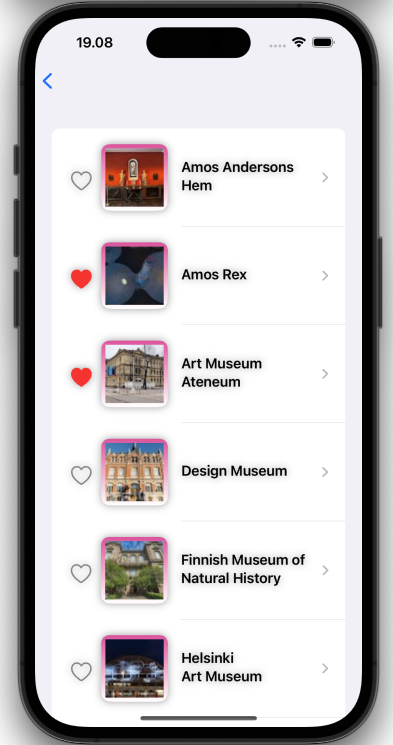 19.08
Amos Andersons
Hem
Amos Rex
Art Museum
Ateneum
Design Museum
Finnish Museum of
Natural History
Helsinki
Art Museum